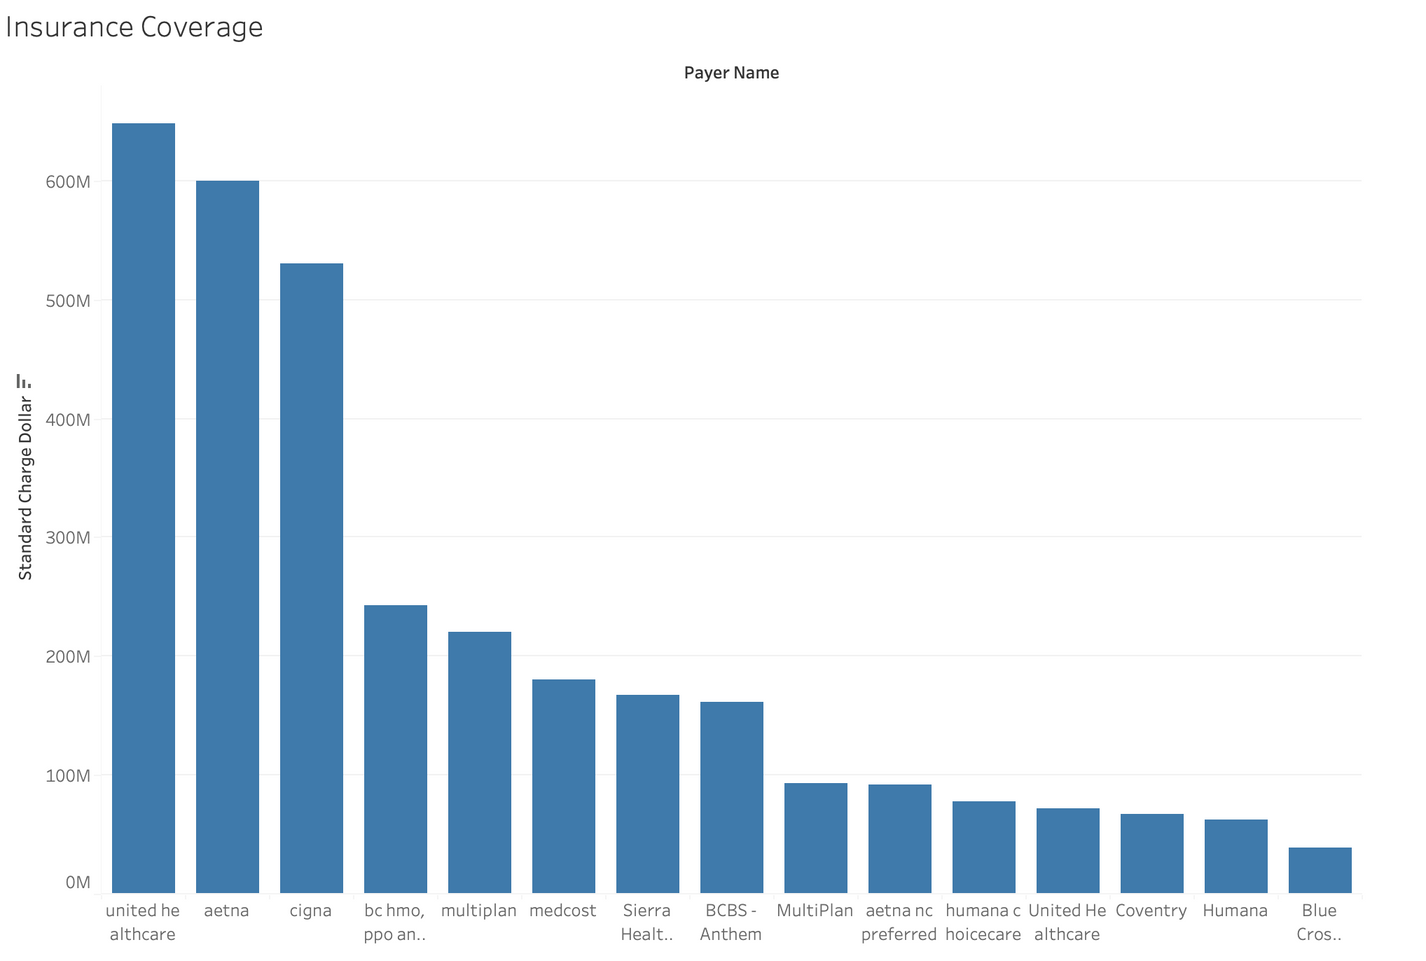 Insurance Coverage
Payer Name
600M
500M
400M
300M
200M
100M
0M
Standard Charge Dollar
united he
althcare
aetna
cigna
bc hmo,
ppo an..
multiplan
medcost
Sierra
Healt..
BCBS -
Anthem
MultiPlan
aetna nc
preferred
humana c
hoicecare
United He
althcare
Coventry
Humana
Blue
Cros..